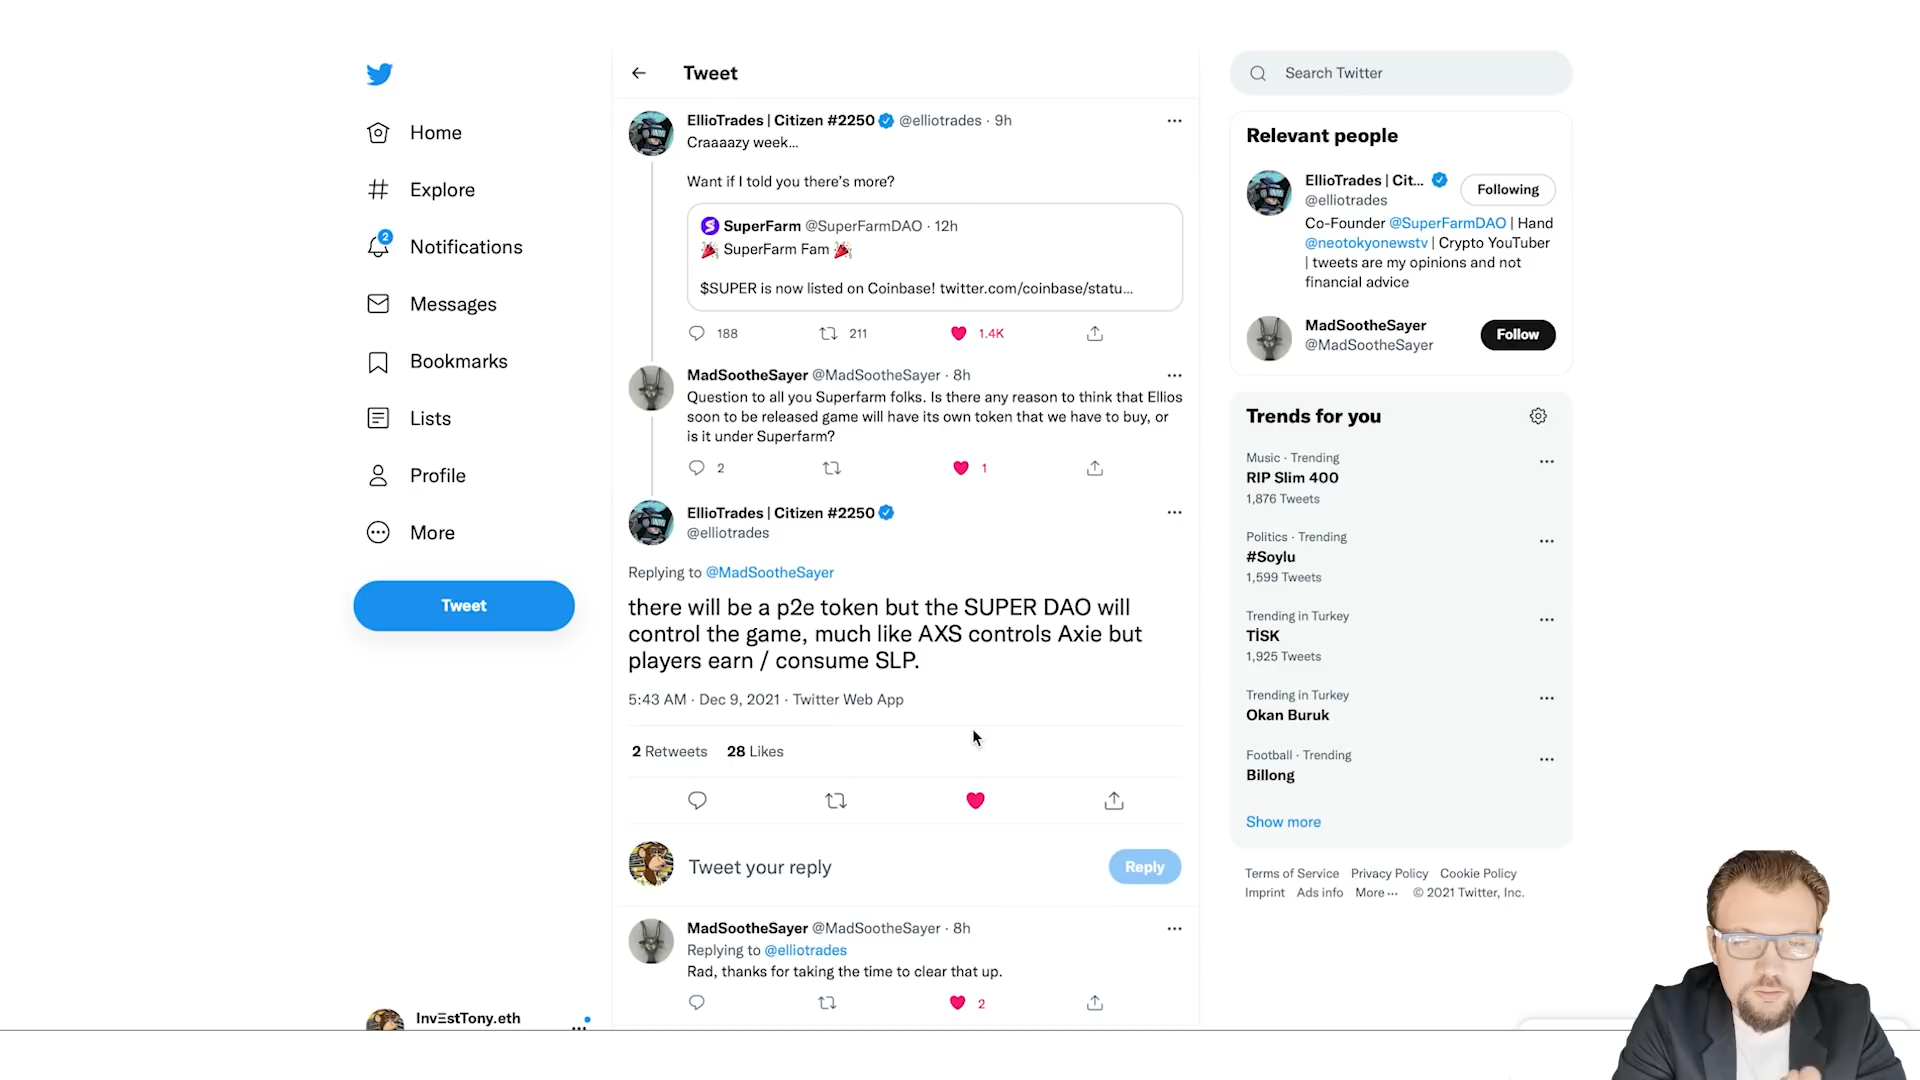 Home
Explore
2
Notifications
Messages
Bookmarks
Lists
Profile
More
Tweet
InvΞstTony.eth
Tweet
EllioTrades | Citizen #2250 @elliotrades · 9h
Craaaazy week...
Want if I told you there's more?
SuperFarm @SuperFarmDAO · 12h
SuperFarm Fam
$SUPER is now listed on Coinbase! twitter.com/coinbase/statu...
188 211 1.4K
MadSootheSayer @MadSootheSayer · 8h
Question to all you Superfarm folks. Is there any reason to think that Ellios
soon to be released game will have its own token that we have to buy, or
is it under Superfarm?
2 1
EllioTrades | Citizen #2250
@elliotrades
Replying to @MadSootheSayer
there will be a p2e token but the SUPER DAO will
control the game, much like AXS controls Axie but
players earn / consume SLP.
5:43 AM · Dec 9, 2021 · Twitter Web App
2 Retweets 28 Likes
Tweet your reply
Reply
MadSootheSayer @MadSootheSayer · 8h
Replying to @elliotrades
Rad, thanks for taking the time to clear that up.
2
Search Twitter
Relevant people
EllioTrades | Cit...
@elliotrades
Following
Co-Founder @SuperFarmDAO | Hand
@neotokyonewstv | Crypto YouTuber
| tweets are my opinions and not
financial advice
MadSootheSayer
@MadSootheSayer
Follow
Trends for you
Music · Trending
RIP Slim 400
1,876 Tweets
Politics · Trending
#Soylu
1,599 Tweets
Trending in Turkey
TİSK
1,925 Tweets
Trending in Turkey
Okan Buruk
Football · Trending
Billong
Show more
Terms of Service Privacy Policy Cookie Policy
Imprint Ads info More ··· © 2021 Twitter, Inc.